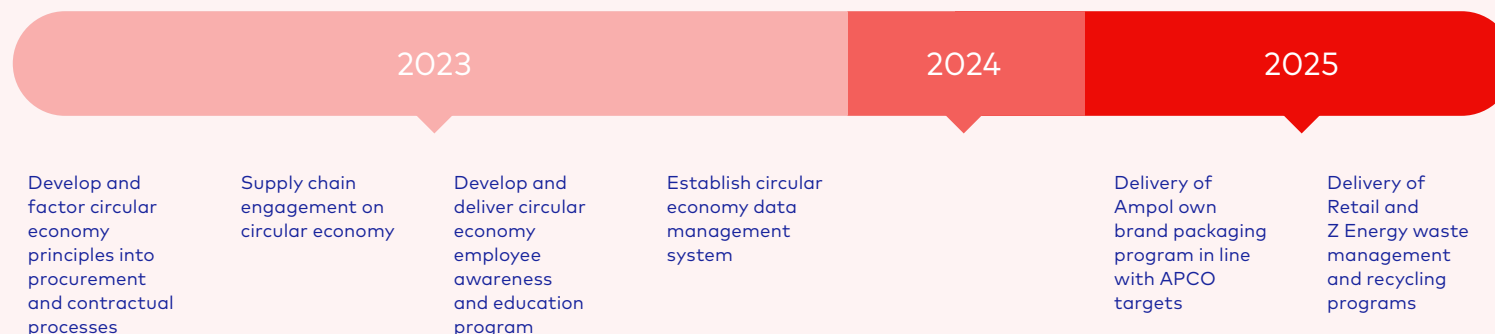 2023
2024
2025
Develop and
factor circular
economy
principles into
procurement
and contractual
processes
Supply chain
engagement on
circular economy
Develop and
deliver circular
economy
employee
awareness
and education
program
Establish circular
economy data
management
system
Delivery of
Ampol own
brand packaging
program in line
with APCO
targets
Delivery of
Retail and
Z Energy waste
management
and recycling
programs